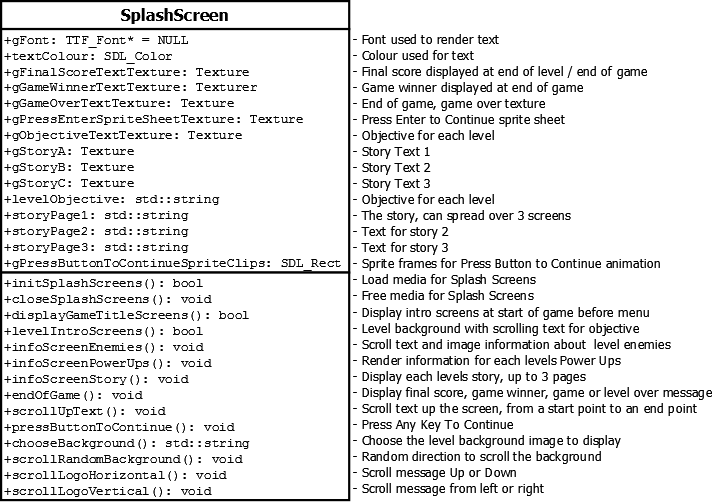 SplashScreen
+gFont: TTF_Font* = NULL - Font used to render text
+textColour: SDL_Color - Colour used for text
+gFinalScoreTextTexture: Texture - Final score displayed at end of level / end of game
+gGameWinnerTextTexture: Texturer - Game winner displayed at end of game
+gGameOverTextTexture: Texture - End of game, game over texture
+gPressEnterSpriteSheetTexture: Texture - Press Enter to Continue sprite sheet
+gObjectiveTextTexture: Texture - Objective for each level
+gStoryA: Texture - Story Text 1
+gStoryB: Texture - Story Text 2
+gStoryC: Texture - Story Text 3
+levelObjective: std::string - Objective for each level
+storyPage1: std::string - The story, can spread over 3 screens
+storyPage2: std::string - Text for story 2
+storyPage3: std::string - Text for story 3
+gPressButtonToContinueSpriteClips: SDL_Rect - Sprite frames for Press Button to Continue animation
+initSplashScreens(): bool - Load media for Splash Screens
+closeSplashScreens(): void - Free media for Splash Screens
+displayGameTitleScreens(): bool - Display intro screens at start of game before menu
+levelIntroScreens(): bool - Level background with scrolling text for objective
+infoScreenEnemies(): void - Scroll text and image information about level enemies
+infoScreenPowerUps(): void - Render information for each levels Power Ups
+infoScreenStory(): void - Display each levels story, up to 3 pages
+endOfGame(): void - Display final score, game winner, game or level over message
+scrollUpText(): void - Scroll text up the screen, from a start point to an end point
+pressButtonToContinue(): void - Press Any Key To Continue
+chooseBackground(): std::string - Choose the level background image to display
+scrollRandomBackground(): void - Random direction to scroll the background
+scrollLogoHorizontal(): void - Scroll message Up or Down
+scrollLogoVertical(): void - Scroll message from left or right